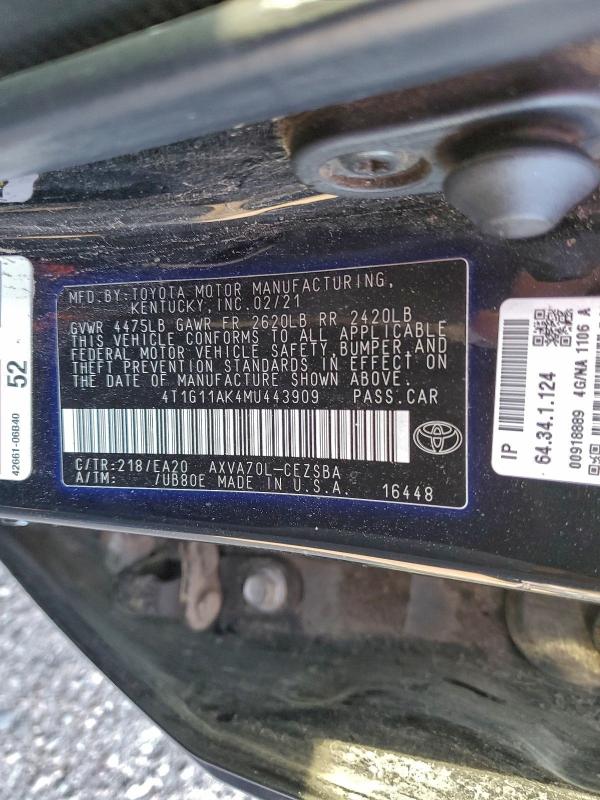 MFD.BY:TOYOTA MOTOR MANUFACTURING,
KENTUCKY, INC. 02/21
GVWR 4475LB GAWR FR 2620LB RR 2420LB
THIS VEHICLE CONFORMS TO ALL APPLICABLE
FEDERAL MOTOR VEHICLE SAFETY, BUMPER, AND
THEFT PREVENTION STANDARDS IN EFFECT ON
THE DATE OF MANUFACTURE SHOWN ABOVE.
4T1G11AK4MU443909 PASS.CAR
C/TR:218/EA20 AXVA70L-CEZSBA
A/TM: /UB80E MADE IN U.S.A. 16448
52
42661-06B40
IP
64.34.1.124
00918889 4G/NA 1106 A